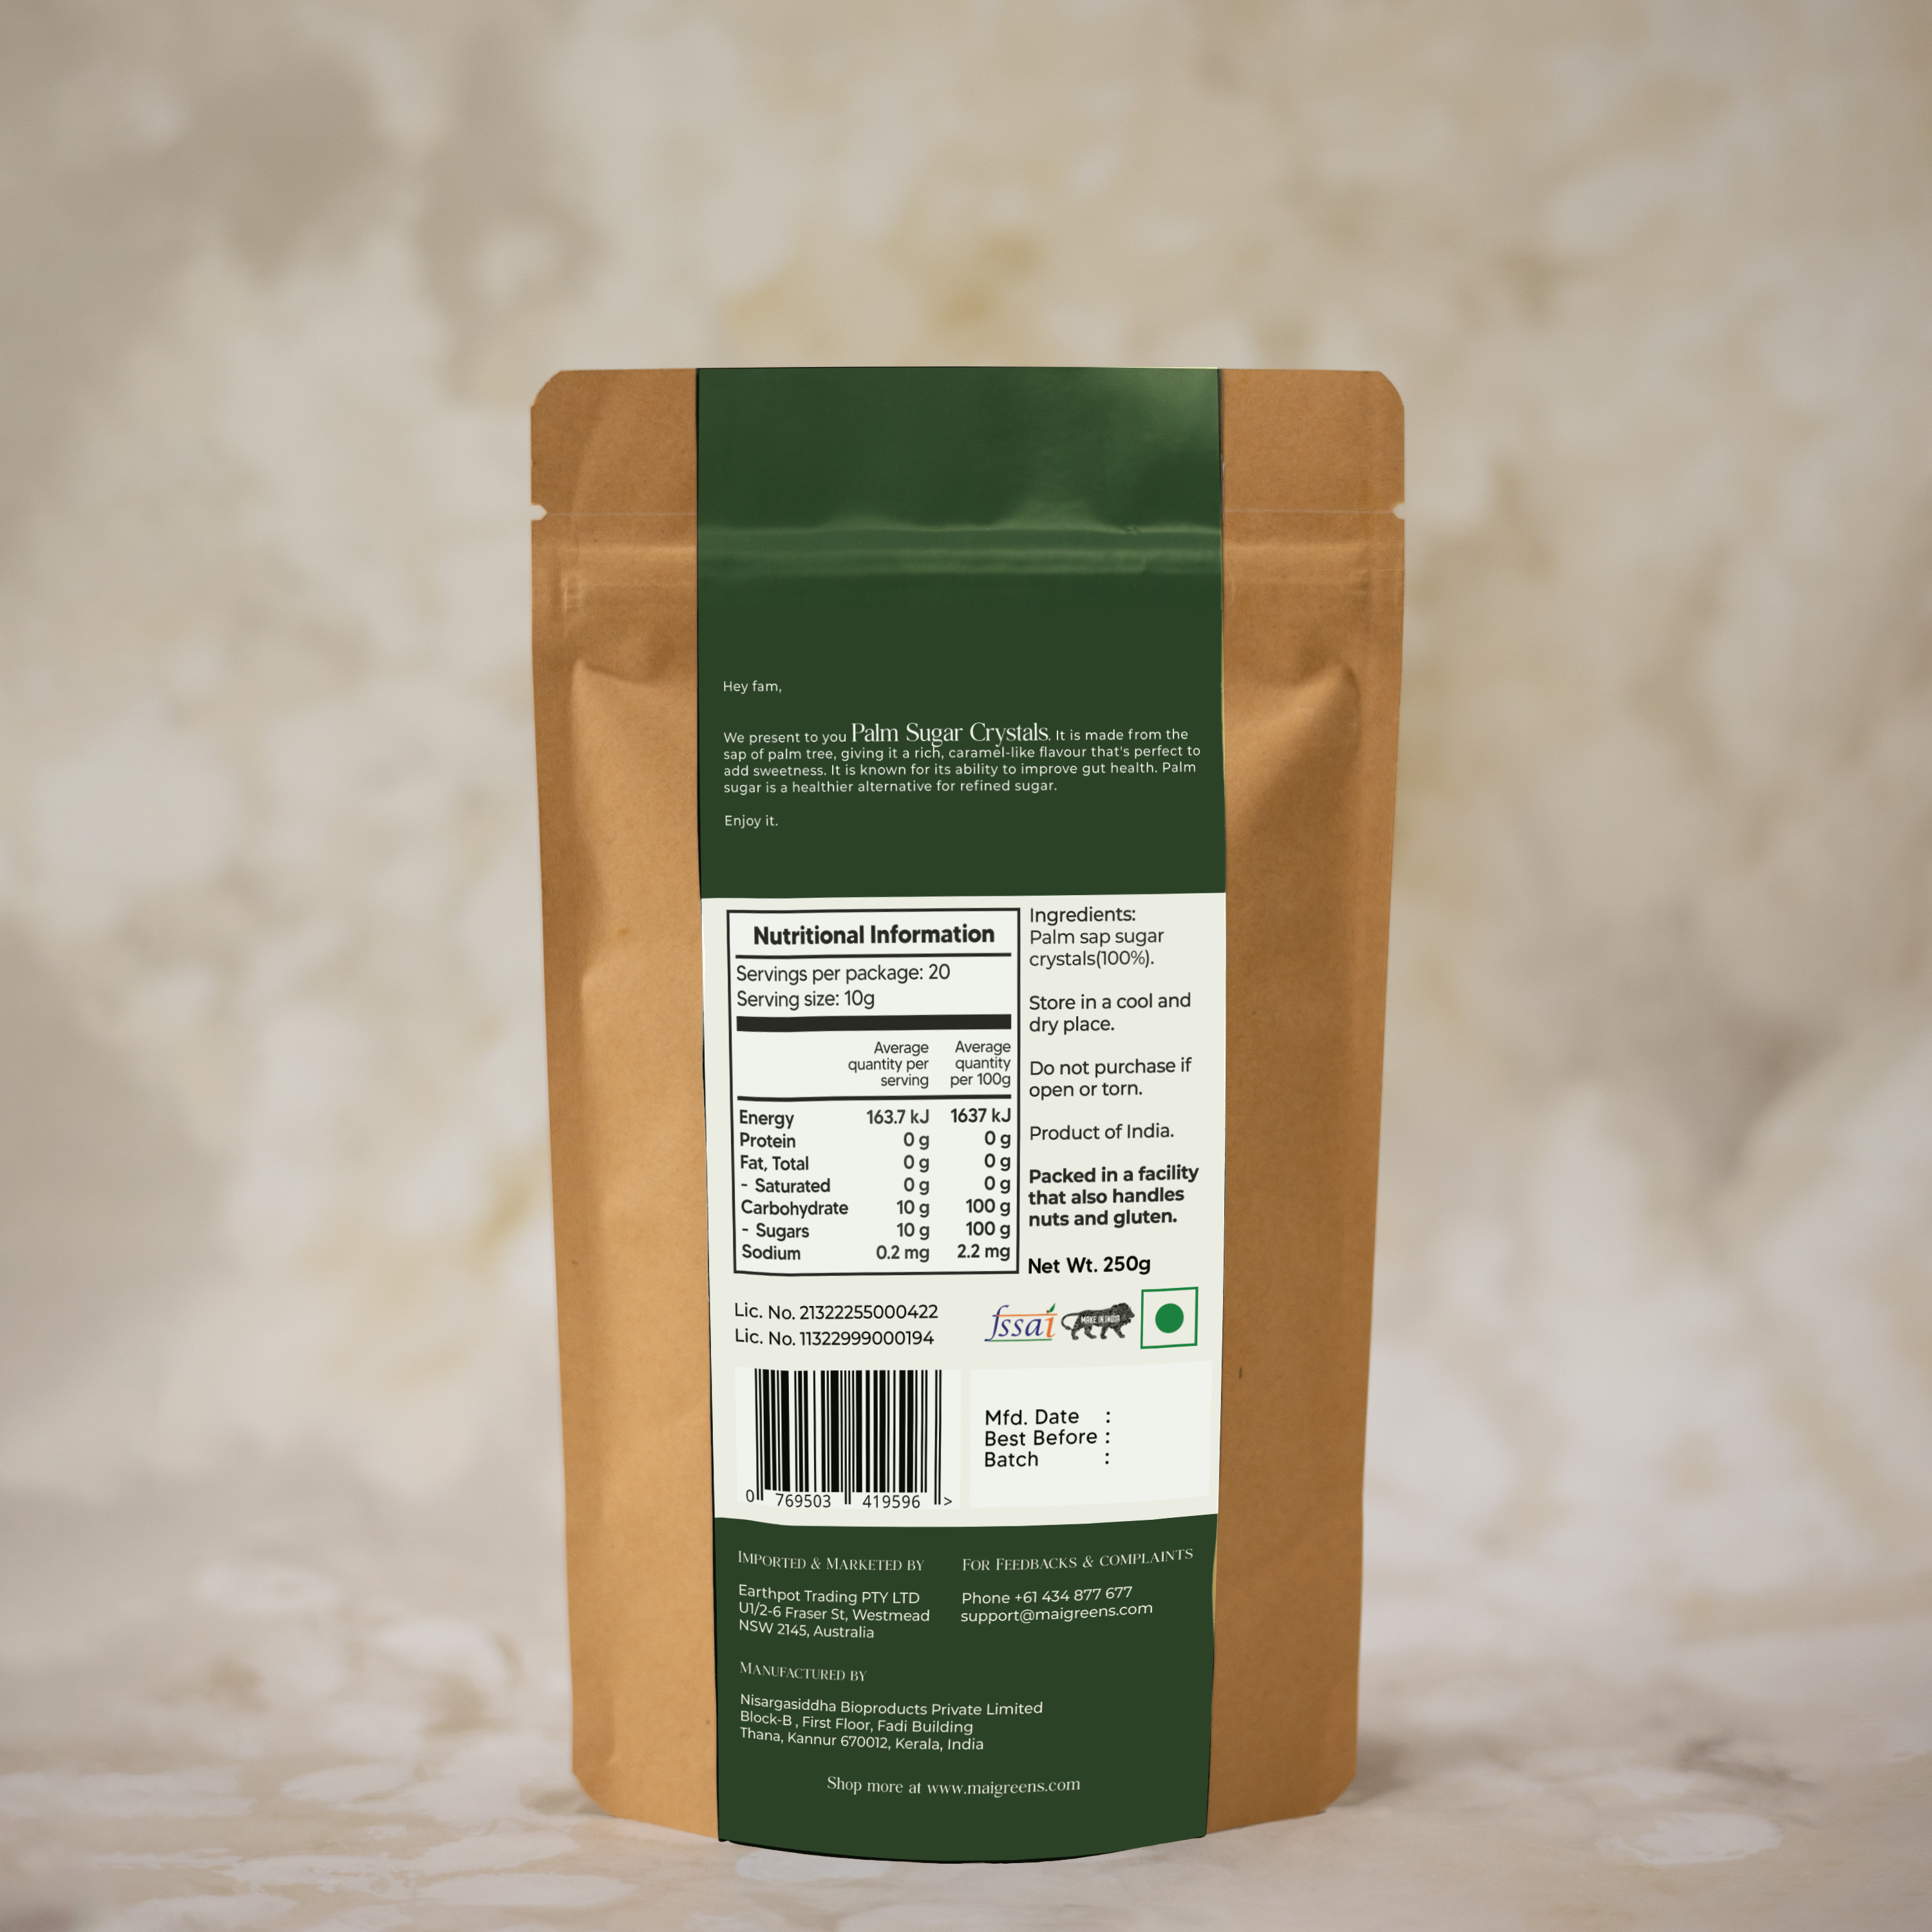 Hey fam,
We present to you Palm Sugar Crystals. It is made from the
sap of palm tree, giving it a rich, caramel-like flavour that's perfect to
add sweetness. It is known for its ability to improve gut health. Palm
sugar is a healthier alternative for refined sugar.
Enjoy it.
Nutritional Information
Servings per package: 20
Serving size: 10g
Average quantity per serving
Average quantity per 100g
Energy 163.7 kJ 1637 kJ
Protein 0 g 0 g
Fat, Total 0 g 0 g
- Saturated 0 g 0 g
Carbohydrate 10 g 100 g
- Sugars 10 g 100 g
Sodium 0.2 mg 2.2 mg
Ingredients:
Palm sap sugar
crystals(100%).
Store in a cool and
dry place.
Do not purchase if
open or torn.
Product of India.
Packed in a facility
that also handles
nuts and gluten.
Net Wt. 250g
Lic. No. 21322255000422
Lic. No. 11322999000194
fssai
MAKE IN INDIA
0 769503 419596 >
Mfd. Date :
Best Before :
Batch :
IMPORTED & MARKETED BY
Earthpot Trading PTY LTD
U1/2-6 Fraser St, Westmead
NSW 2145, Australia
FOR FEEDBACKS & COMPLAINTS
Phone +61 434 877 677
support@maigreens.com
MANUFACTURED BY
Nisargasiddha Bioproducts Private Limited
Block-B , First Floor, Fadi Building
Thana, Kannur 670012, Kerala, India
Shop more at www.maigreens.com